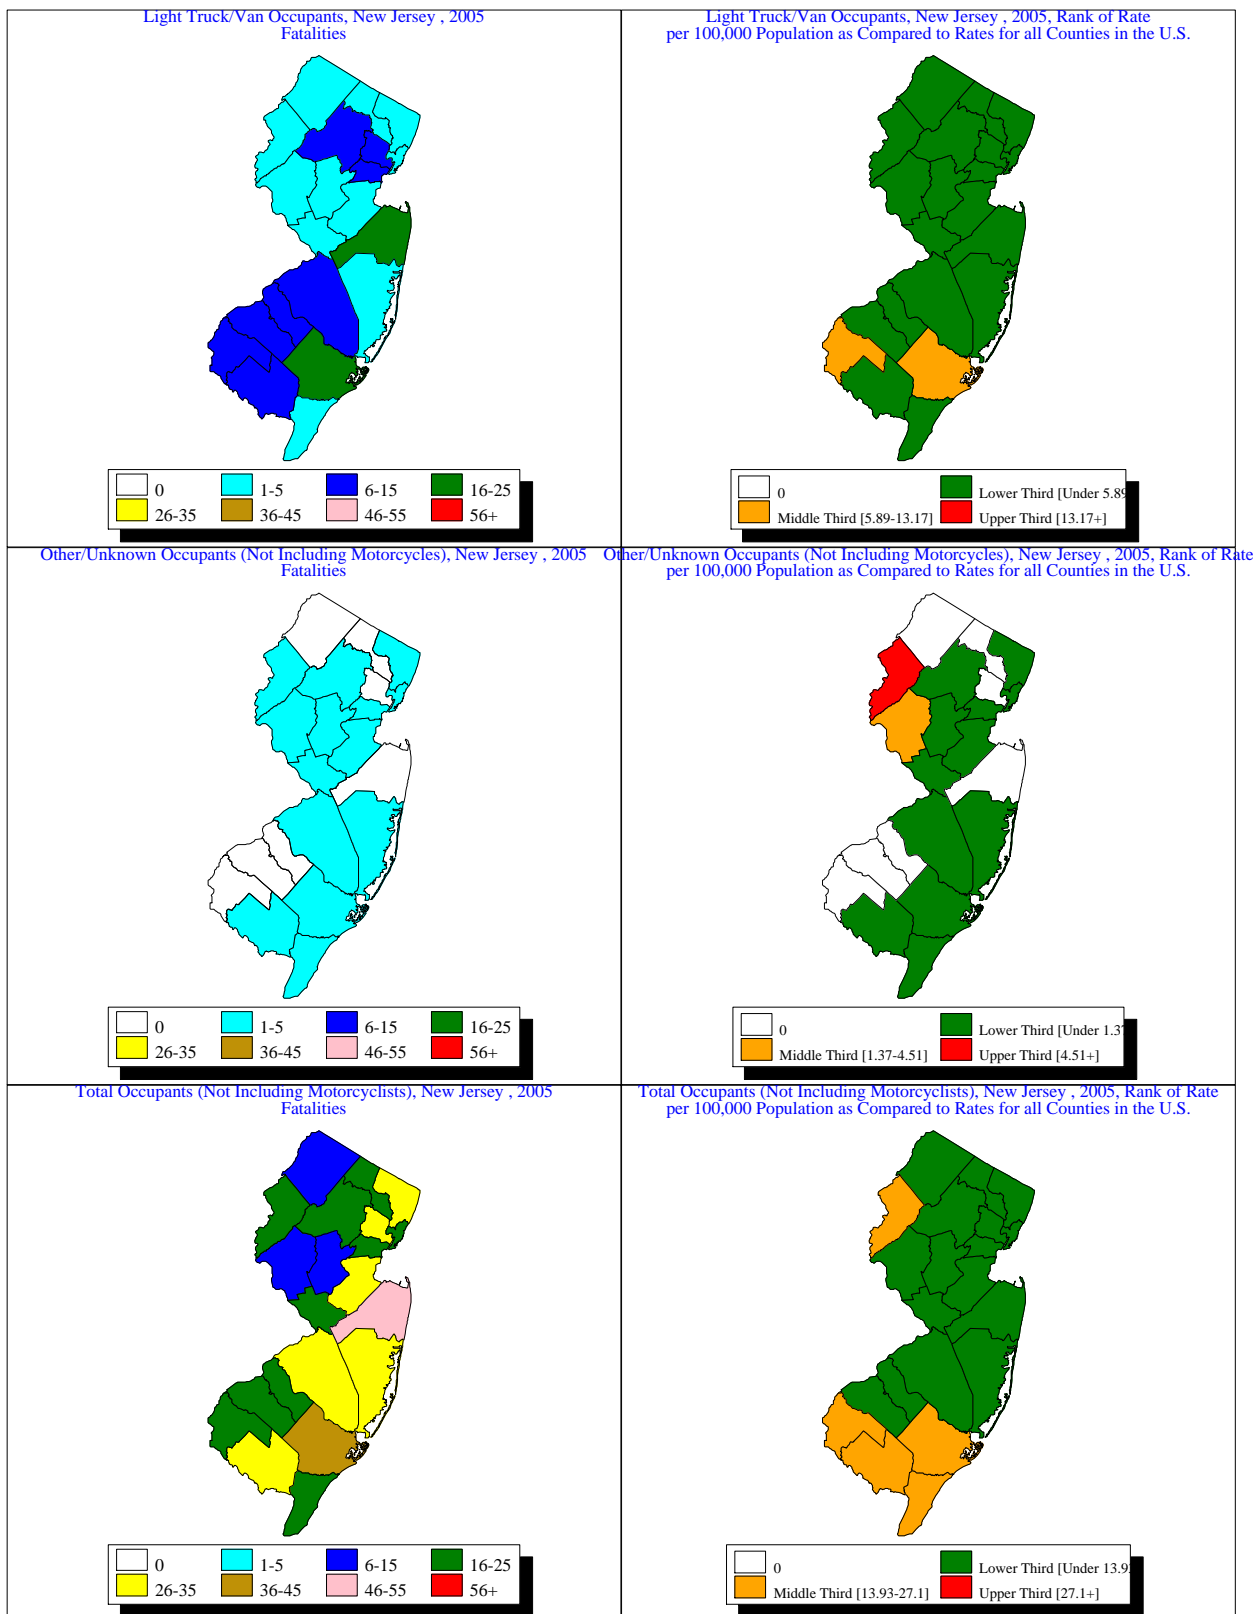 Light Truck/Van Occupants, New Jersey , 2005
Fatalities
0
1-5
6-15
16-25
26-35
36-45
46-55
56+
Light Truck/Van Occupants, New Jersey , 2005, Rank of Rate
per 100,000 Population as Compared to Rates for all Counties in the U.S.
0
Lower Third [Under 5.89
Middle Third [5.89-13.17]
Upper Third [13.17+]
Other/Unknown Occupants (Not Including Motorcycles), New Jersey , 2005
Fatalities
0
1-5
6-15
16-25
26-35
36-45
46-55
56+
Other/Unknown Occupants (Not Including Motorcycles), New Jersey , 2005, Rank of Rate
per 100,000 Population as Compared to Rates for all Counties in the U.S.
0
Lower Third [Under 1.37
Middle Third [1.37-4.51]
Upper Third [4.51+]
Total Occupants (Not Including Motorcyclists), New Jersey , 2005
Fatalities
0
1-5
6-15
16-25
26-35
36-45
46-55
56+
Total Occupants (Not Including Motorcyclists), New Jersey , 2005, Rank of Rate
per 100,000 Population as Compared to Rates for all Counties in the U.S.
0
Lower Third [Under 13.9
Middle Third [13.93-27.1]
Upper Third [27.1+]